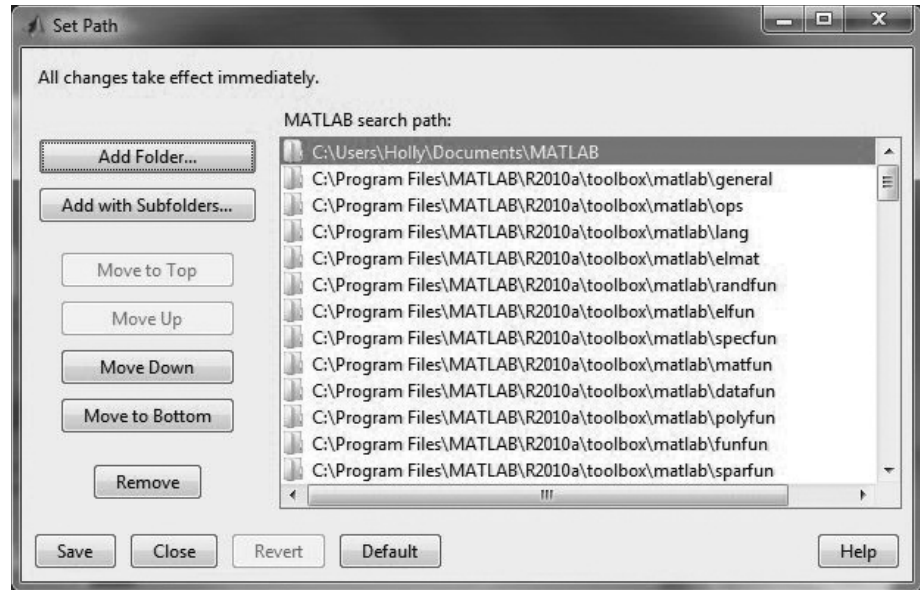 Set Path
All changes take effect immediately.
MATLAB search path:
Add Folder...
Add with Subfolders...
Move to Top
Move Up
Move Down
Move to Bottom
Remove
C:\Users\Holly\Documents\MATLAB
C:\Program Files\MATLAB\R2010a\toolbox\matlab\general
C:\Program Files\MATLAB\R2010a\toolbox\matlab\ops
C:\Program Files\MATLAB\R2010a\toolbox\matlab\lang
C:\Program Files\MATLAB\R2010a\toolbox\matlab\elmat
C:\Program Files\MATLAB\R2010a\toolbox\matlab\randfun
C:\Program Files\MATLAB\R2010a\toolbox\matlab\elfun
C:\Program Files\MATLAB\R2010a\toolbox\matlab\specfun
C:\Program Files\MATLAB\R2010a\toolbox\matlab\matfun
C:\Program Files\MATLAB\R2010a\toolbox\matlab\datafun
C:\Program Files\MATLAB\R2010a\toolbox\matlab\polyfun
C:\Program Files\MATLAB\R2010a\toolbox\matlab\funfun
C:\Program Files\MATLAB\R2010a\toolbox\matlab\sparfun
Save
Close
Revert
Default
Help